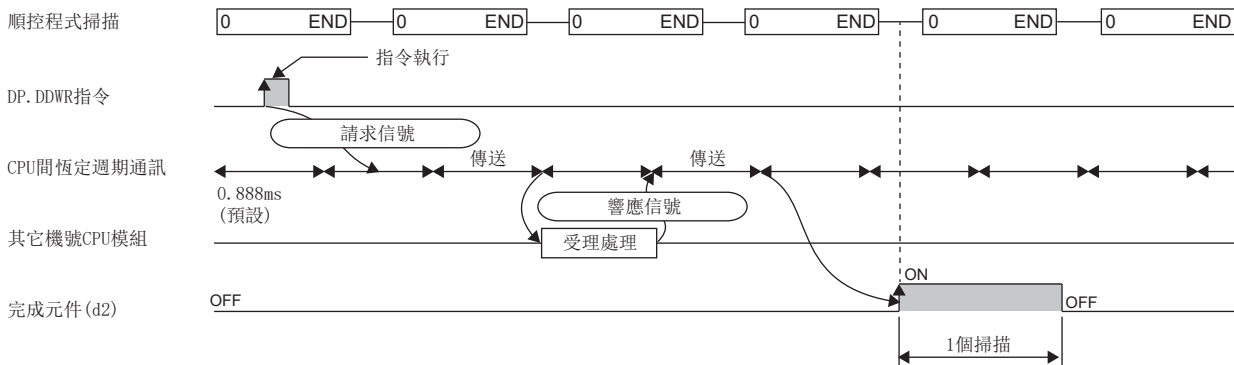 順控程式掃描
0 END 0 END 0 END 0 END 0 END 0 END
指令執行
DP.DDWR指令
請求信號
CPU間恆定週期通訊
傳送 傳送
0.888ms
(預設)
響應信號
其它機號CPU模組
受理處理
ON
完成元件(d2)
OFF
OFF
1個掃描